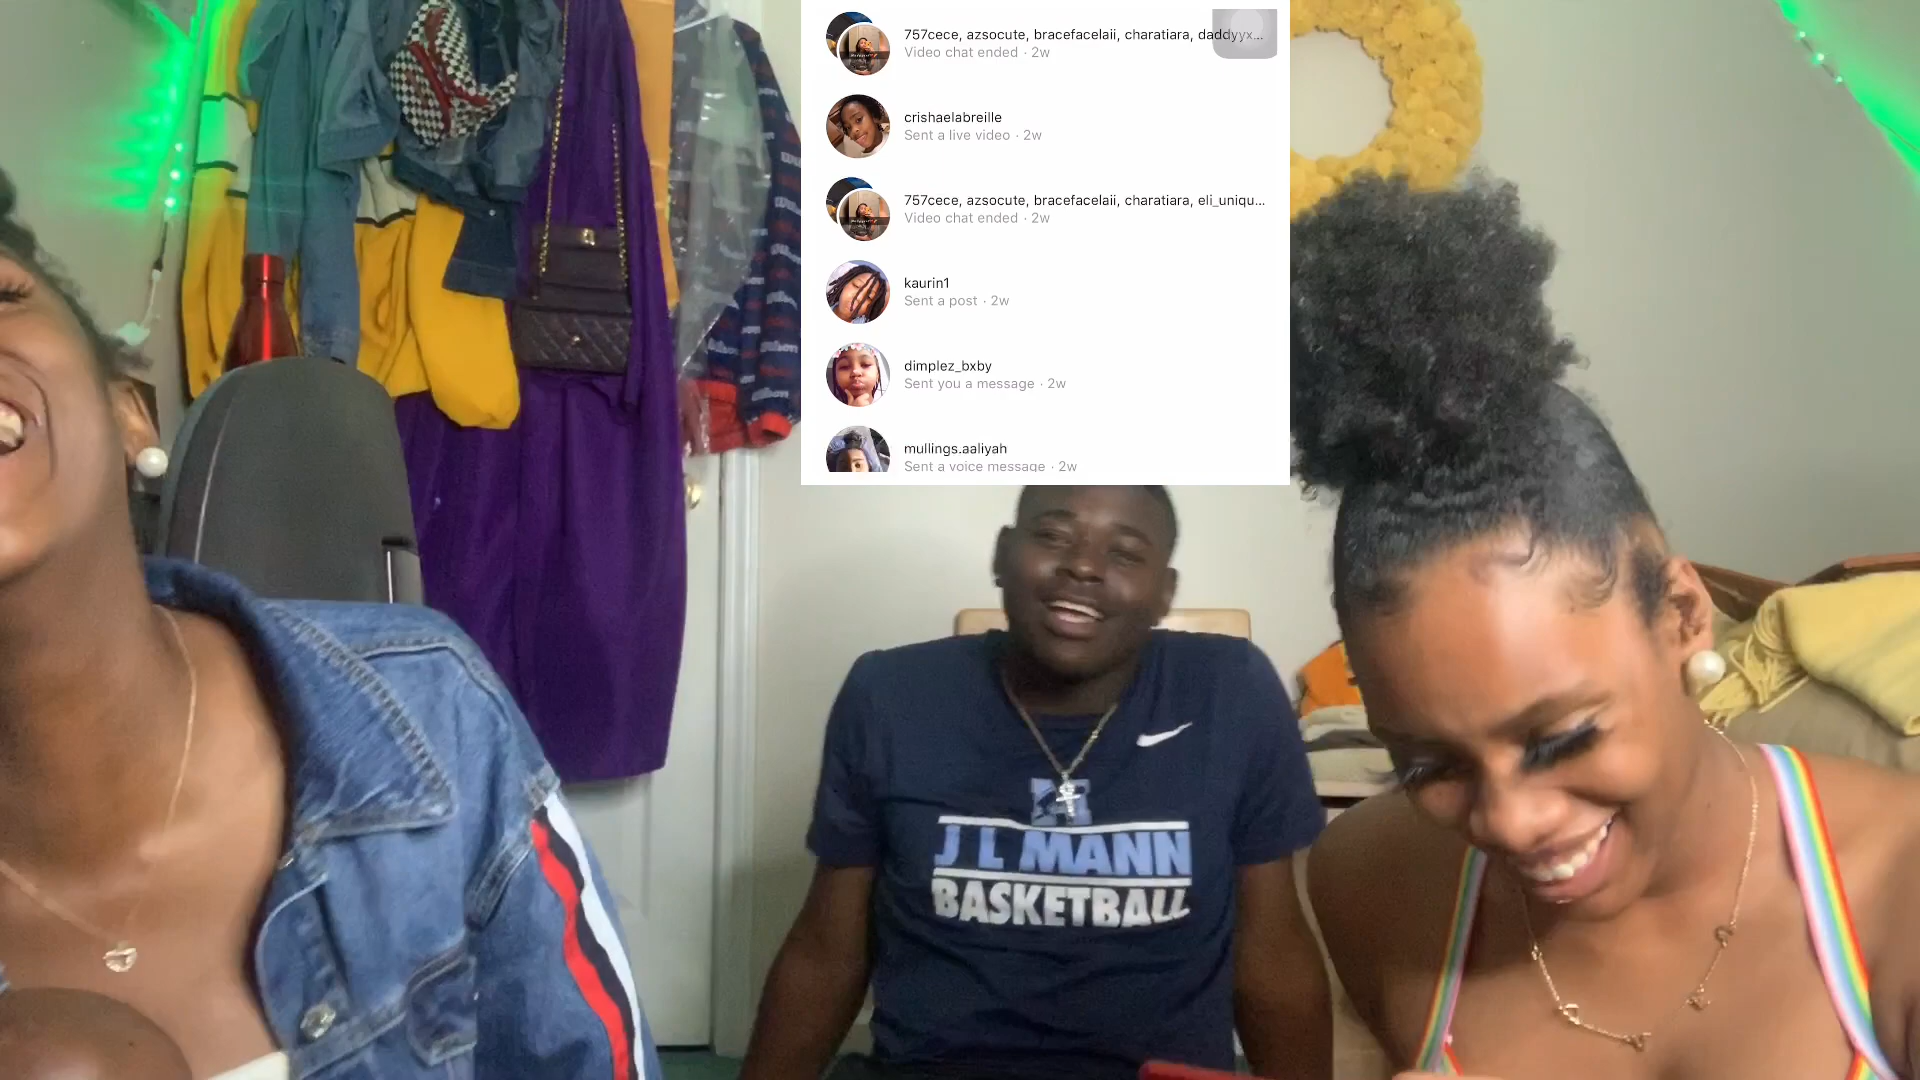 757cece, azsocute, bracefacelaii, charatiara, daddyyx...
Video chat ended · 2w
crishaelabreille
Sent a live video · 2w
757cece, azsocute, bracefacelaii, charatiara, eli_uniqu...
Video chat ended · 2w
kaurin1
Sent a post · 2w
dimplez_bxby
Sent you a message · 2w
mullings.aaliyah
Sent a voice message · 2w
J L MANN
BASKETBALL